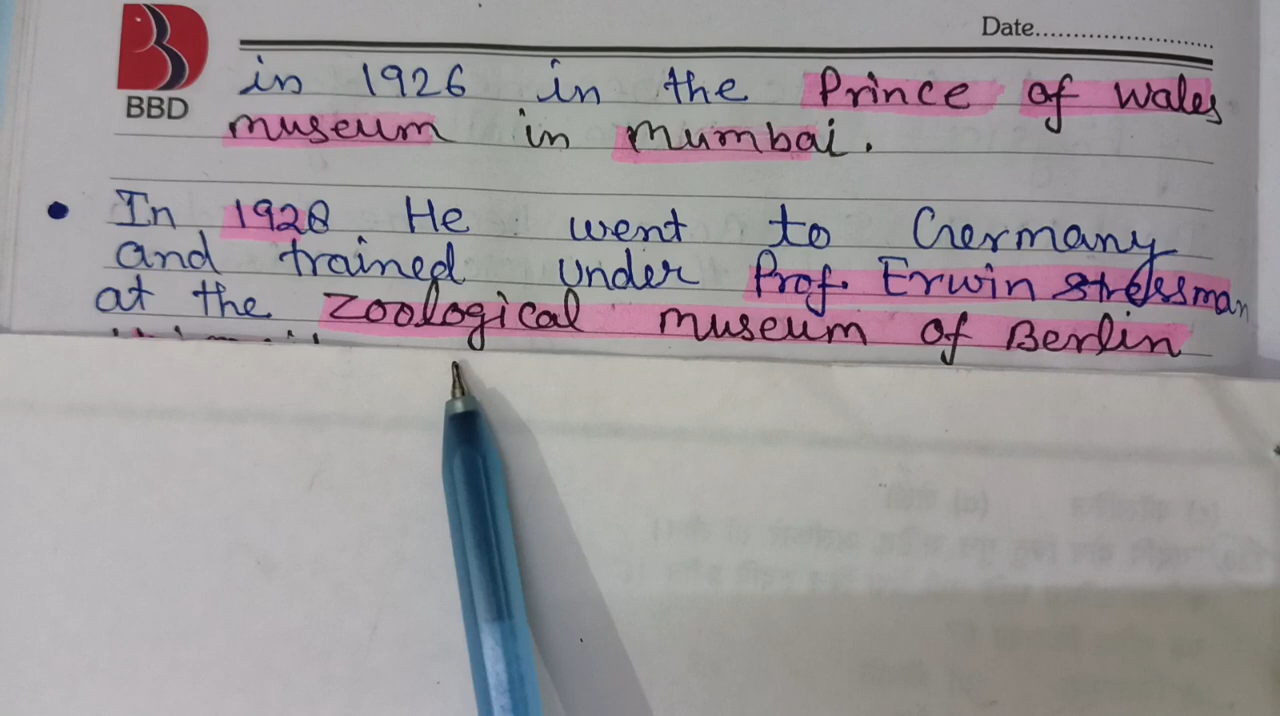 Date........................
BBD
in 1926 in the Prince of Wales
museum in Mumbai.
• In 1928 He went to Germany
and trained under Prof. Erwin stressman
at the Zoological museum of Berlin